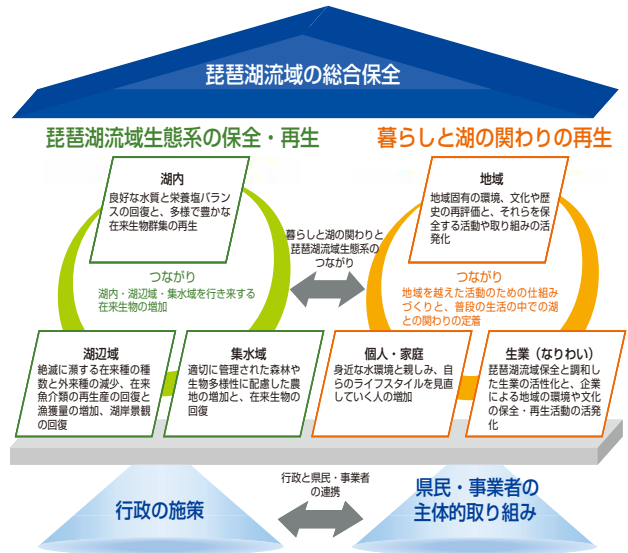 琵琶湖流域の総合保全
琵琶湖流域生態系の保全・再生
暮らしと湖の関わりの再生
湖内
良好な水質と栄養塩バラン
スの回復と、多様で豊かな
在来生物群集の再生
つながり
湖内・湖辺域・集水域を行き来する
在来生物の増加
湖辺域
絶滅に瀕する在来種の種
数と外来種の減少、在来
魚介類の再生産の回復と
漁獲量の増加、湖岸景観
の回復
集水域
適切に管理された森林や
生物多様性に配慮した農
地の増加と、在来生物の
回復
暮らしと湖の関わりと
琵琶湖流域生態系の
つながり
地域
地域固有の環境、文化や歴
史の再評価と、それらを保
全する活動や取り組みの活
発化
つながり
地域を越えた活動のための仕組み
づくりと、普段の生活の中での湖
との関わりの定着
個人・家庭
身近な水環境と親しみ、自
らのライフスタイルを見直
していく人の増加
生業（なりわい）
琵琶湖流域保全と調和し
た生業の活性化と、企業
による地域の環境や文化
の保全・再生活動の活発
化
行政の施策
行政と県民・事業者
の連携
県民・事業者の
主体的取り組み